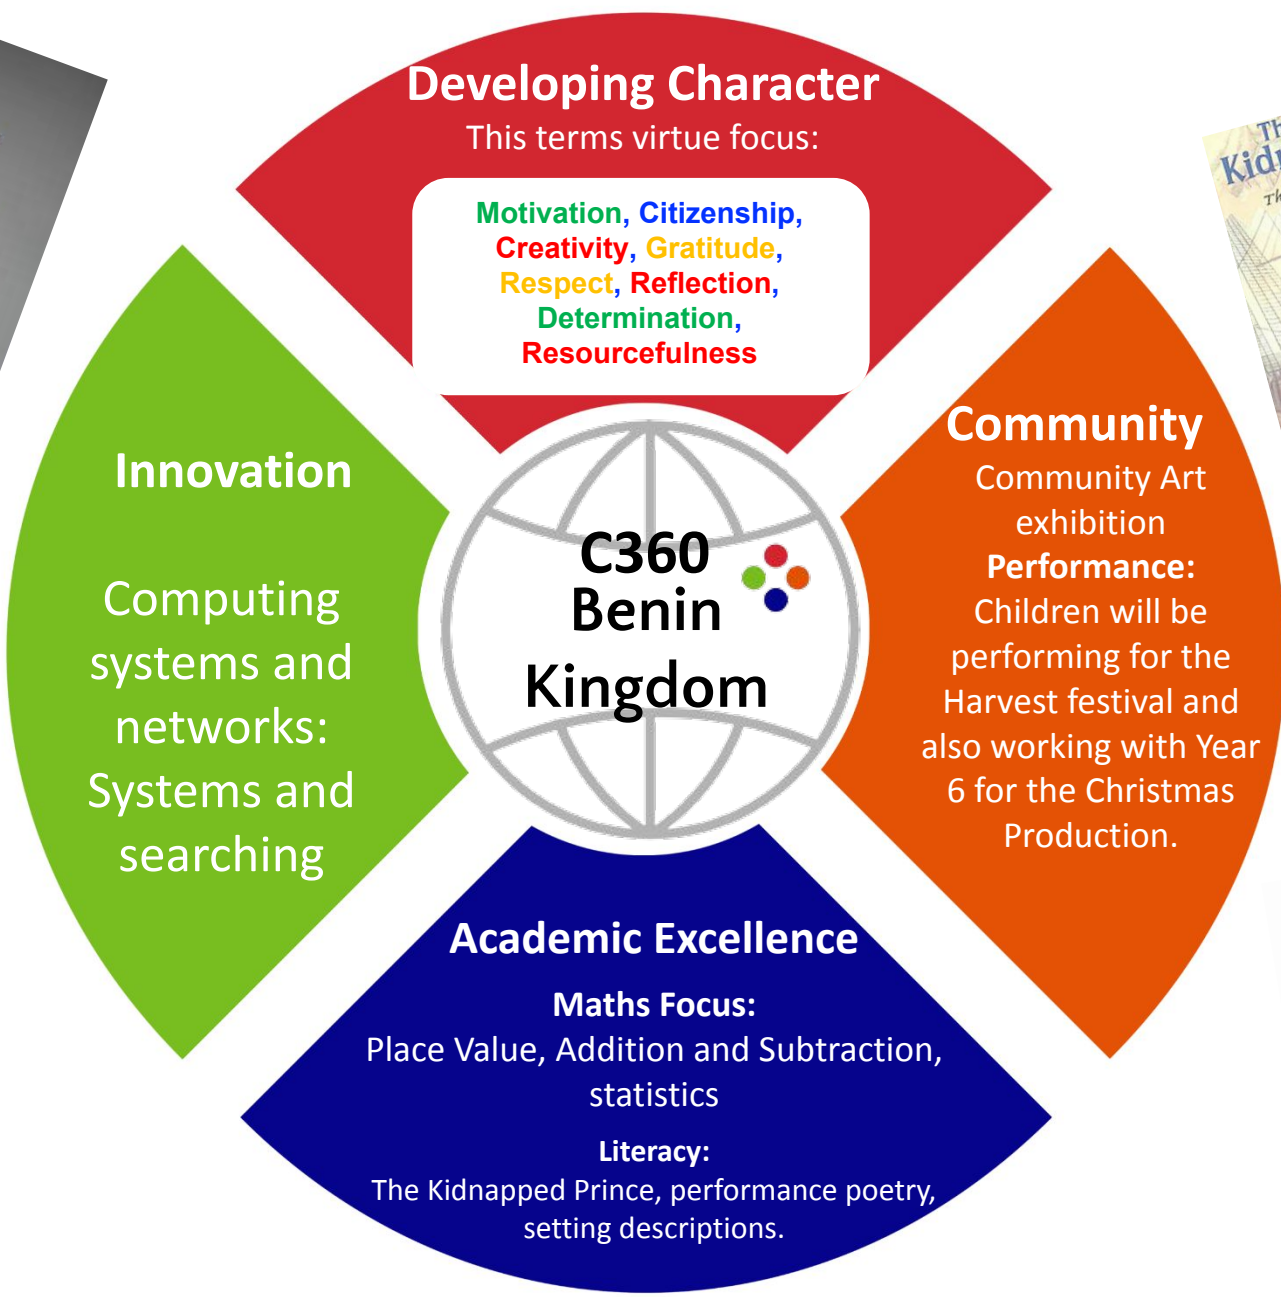 Developing Character
This terms virtue focus:
Motivation, Citizenship,
Creativity, Gratitude,
Respect, Reflection,
Determination,
Resourcefulness
Innovation
Computing
systems and
networks:
Systems and
searching
C360
Benin
Kingdom
Community
Community Art
exhibition
Performance:
Children will be
performing for the
Harvest festival and
also working with Year
6 for the Christmas
Production.
Academic Excellence
Maths Focus:
Place Value, Addition and Subtraction,
statistics
Literacy:
The Kidnapped Prince, performance poetry,
setting descriptions.